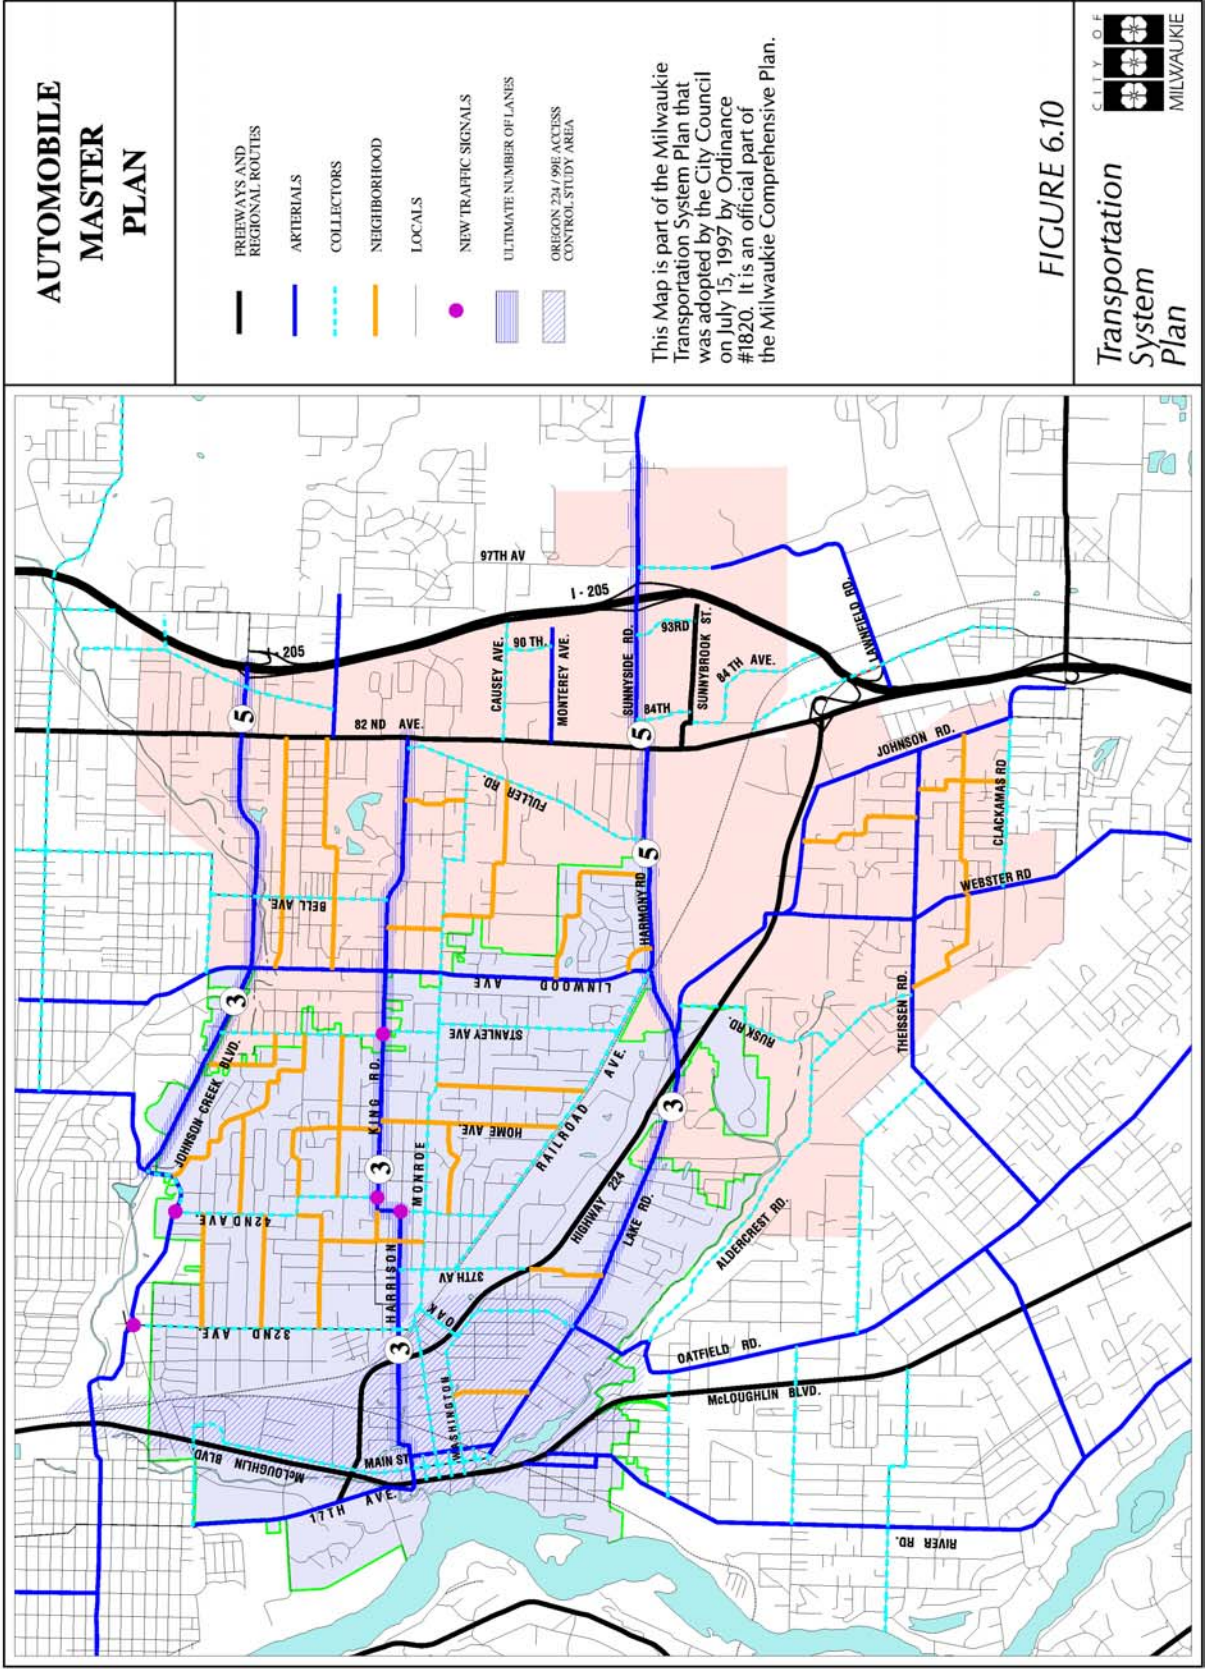 AUTOMOBILE
MASTER
PLAN
FREEWAYS AND
REGIONAL ROUTES
ARTERIALS
COLLECTORS
NEIGHBORHOOD
LOCALS
NEW TRAFFIC SIGNALS
ULTIMATE NUMBER OF LANES
OREGON 224 / 99E ACCESS
CONTROL STUDY AREA
This Map is part of the Milwaukie
Transportation System Plan that
was adopted by the City Council
on July 15, 1997 by Ordinance
#1820. It is an official part of
the Milwaukie Comprehensive Plan.
FIGURE 6.10
Transportation
System
Plan
CITY OF
MILWAUKIE
97TH AV
I - 205
I - 205
5
82 ND AVE.
CAUSEY AVE.
90 TH.
MONTEREY AVE.
SUNNYSIDE RD.
93RD
SUNNYBROOK ST.
84TH
84 TH AVE.
LAWNFIELD RD.
5
JOHNSON RD.
CLACKAMAS RD
FULLER RD.
5
HARMONY RD
WEBSTER RD
BELL AVE.
LINWOOD AVE
3
THEISSEN RD.
STANLEY AVE
RUSK RD.
JOHNSON CREEK BLVD.
KING RD.
HOME AVE.
RAILROAD AVE.
3
3
MONROE
HIGHWAY 224
LAKE RD.
ALDERCREST RD.
42ND AVE.
HARRISON
37TH AV
OAK
32ND AVE.
3
OATFIELD RD.
McLOUGHLIN BLVD.
WASHINGTON
MAIN ST
McLOUGHLIN BLVD
17TH AVE.
RIVER RD.